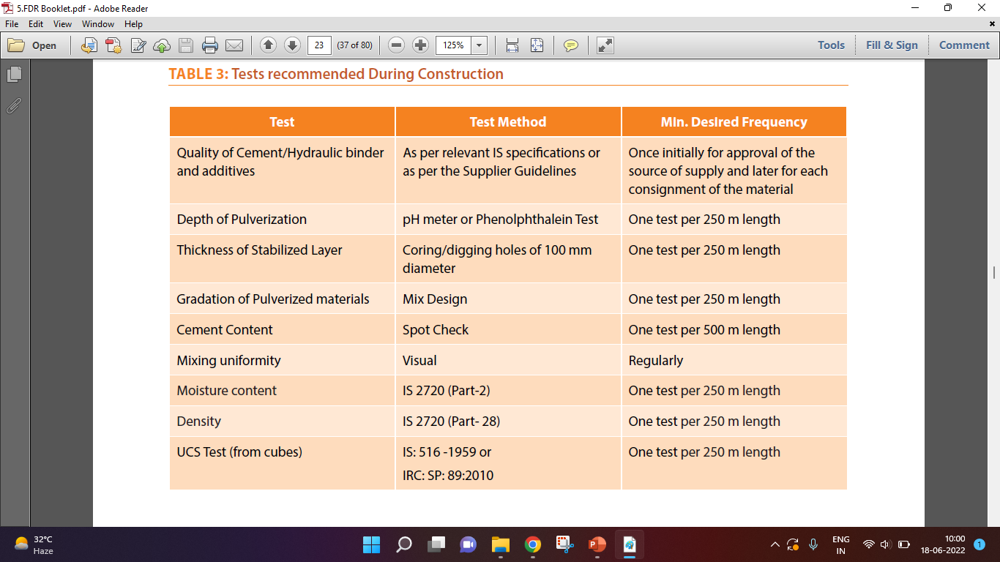 5.FDR Booklet.pdf - Adobe Reader
File Edit View Window Help
Open 23 (37 of 80) 125% Tools Fill & Sign Comment
TABLE 3: Tests recommended During Construction
Test Test Method Min. Desired Frequency
Quality of Cement/Hydraulic binder As per relevant IS specifications or Once initially for approval of the
and additives as per the Supplier Guidelines source of supply and later for each
consignment of the material
Depth of Pulverization pH meter or Phenolphthalein Test One test per 250 m length
Thickness of Stabilized Layer Coring/digging holes of 100 mm One test per 250 m length
diameter
Gradation of Pulverized materials Mix Design One test per 250 m length
Cement Content Spot Check One test per 500 m length
Mixing uniformity Visual Regularly
Moisture content IS 2720 (Part-2) One test per 250 m length
Density IS 2720 (Part- 28) One test per 250 m length
UCS Test (from cubes) IS: 516 -1959 or One test per 250 m length
IRC: SP: 89:2010
32°C ENG 10:00
Haze IN 18-06-2022 1